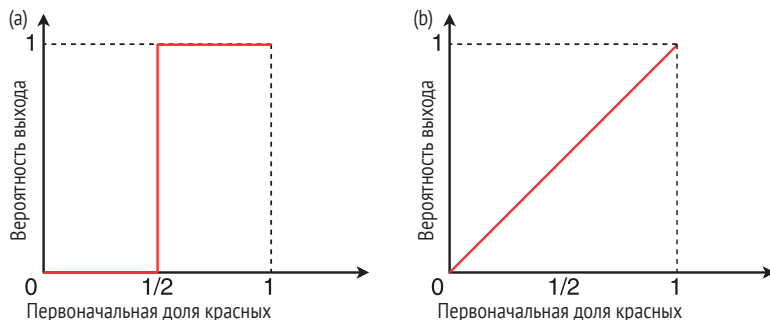 (a)
1
Вероятность выхода
0
1/2
1
Первоначальная доля красных
(b)
1
Вероятность выхода
0
1/2
1
Первоначальная доля красных